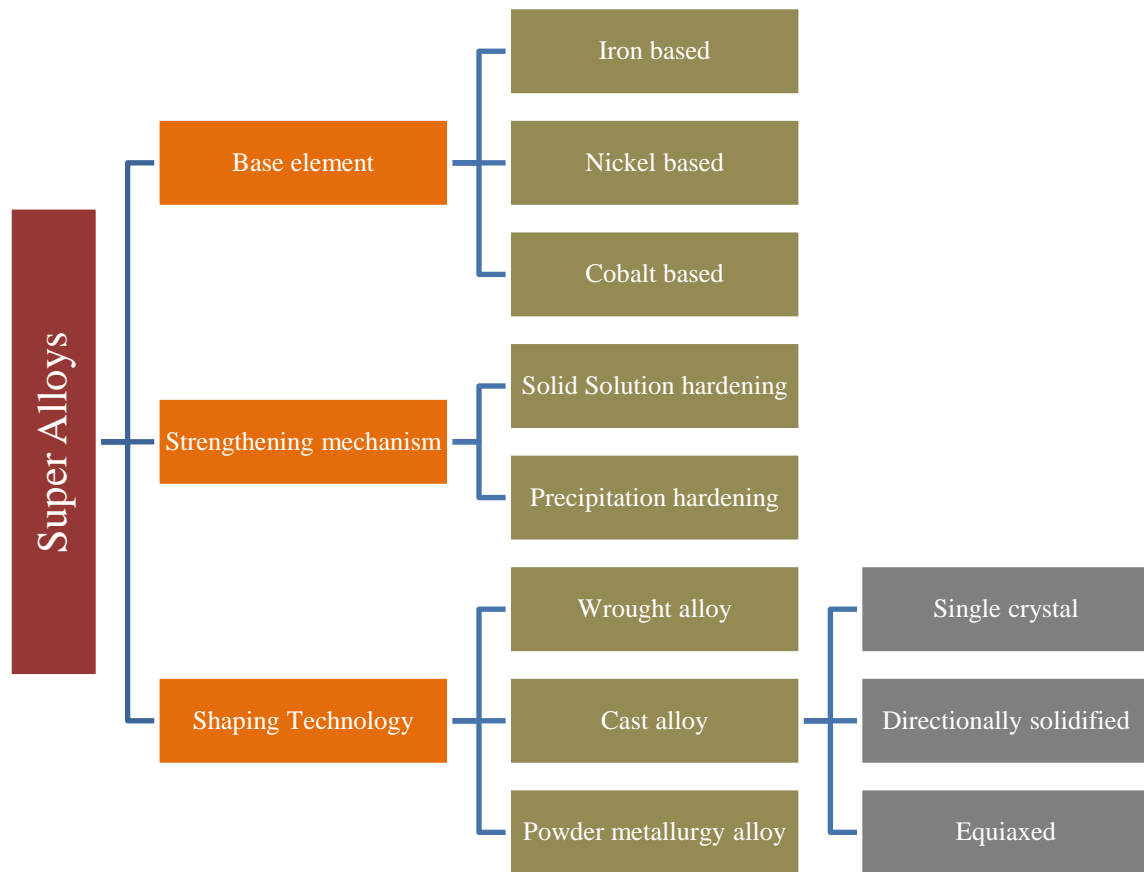 Super Alloys
Base element
Iron based
Nickel based
Cobalt based
Strengthening mechanism
Solid Solution hardening
Precipitation hardening
Shaping Technology
Wrought alloy
Cast alloy
Single crystal
Directionally solidified
Equiaxed
Powder metallurgy alloy